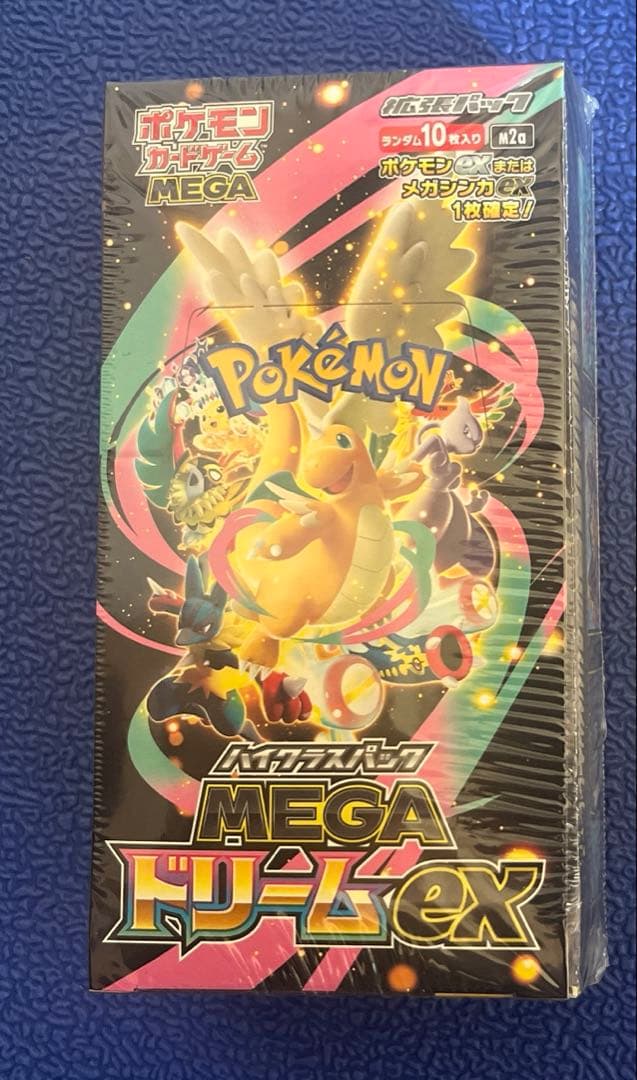 ポケモン
カードゲーム
MEGA
拡張パック
ランダム10枚入り M2a
ポケモンexまたは
メガシンカex
1枚確定!
POKéMON
TM
ハイクラスパック
MEGA
ドリームex